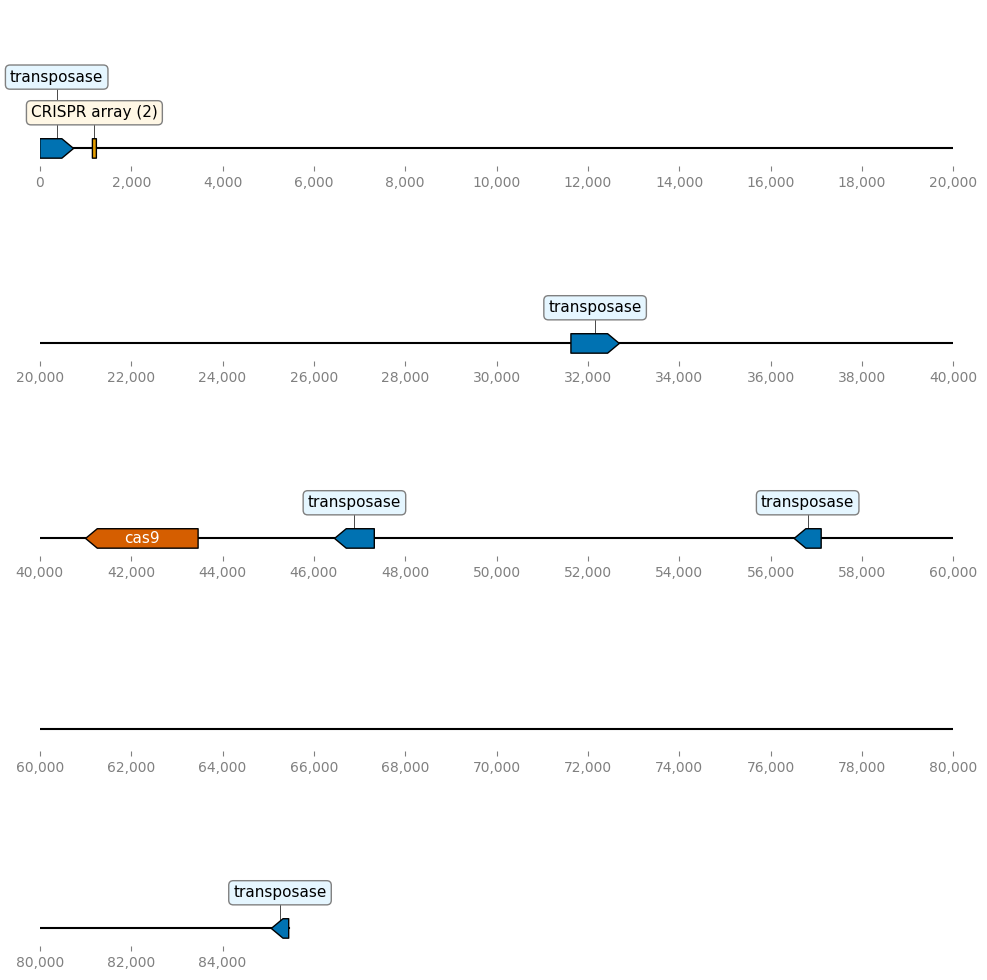 transposase
CRISPR array (2)
0 2,000 4,000 6,000 8,000 10,000 12,000 14,000 16,000 18,000 20,000
transposase
20,000 22,000 24,000 26,000 28,000 30,000 32,000 34,000 36,000 38,000 40,000
transposase transposase
cas9
40,000 42,000 44,000 46,000 48,000 50,000 52,000 54,000 56,000 58,000 60,000
60,000 62,000 64,000 66,000 68,000 70,000 72,000 74,000 76,000 78,000 80,000
transposase
80,000 82,000 84,000